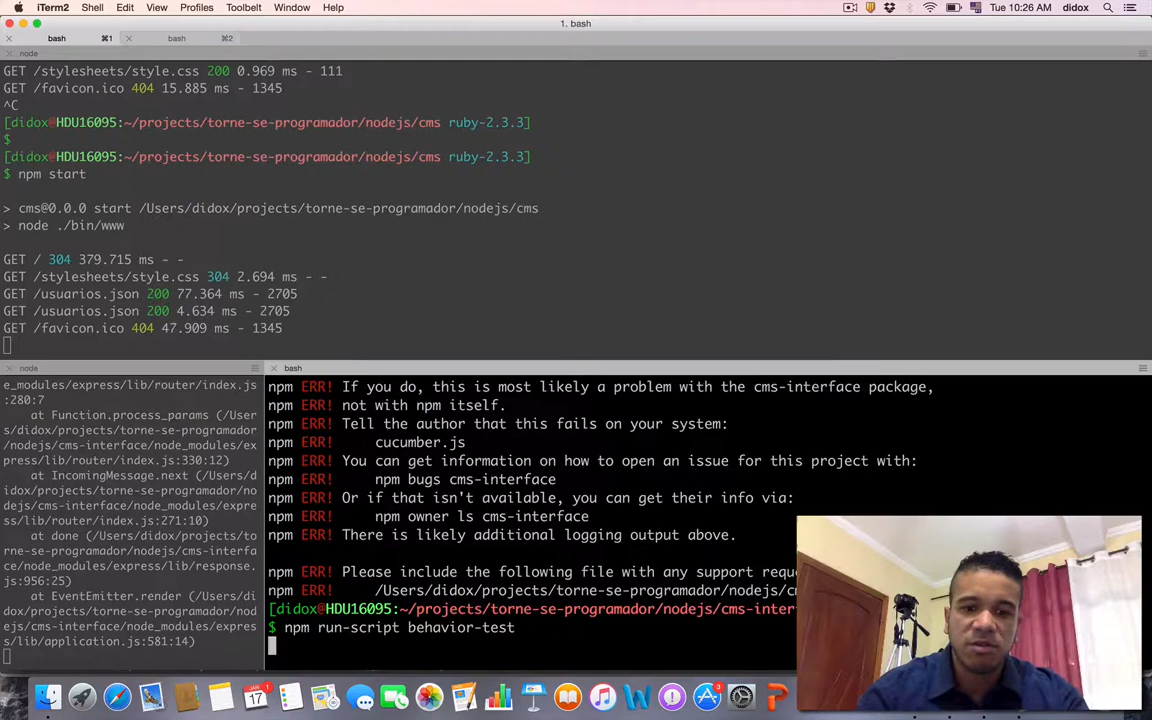 iTerm2 Shell Edit View Profiles Toolbelt Window Help Tue 10:26 AM didox
1. bash
bash ⌘1 bash ⌘2
node
GET /stylesheets/style.css 200 0.969 ms - 111
GET /favicon.ico 404 15.885 ms - 1345
^C
[didox@HDU16095:~/projects/torne-se-programador/nodejs/cms ruby-2.3.3]
$
[didox@HDU16095:~/projects/torne-se-programador/nodejs/cms ruby-2.3.3]
$ npm start
> cms@0.0.0 start /Users/didox/projects/torne-se-programador/nodejs/cms
> node ./bin/www
GET / 304 379.715 ms - -
GET /stylesheets/style.css 304 2.694 ms - -
GET /usuarios.json 200 77.364 ms - 2705
GET /usuarios.json 200 4.634 ms - 2705
GET /favicon.ico 404 47.909 ms - 1345
node
e_modules/express/lib/router/index.js
:280:7
at Function.process_params (/User
s/didox/projects/torne-se-programador
/nodejs/cms-interface/node_modules/ex
press/lib/router/index.js:330:12)
at IncomingMessage.next (/Users/d
idox/projects/torne-se-programador/no
dejs/cms-interface/node_modules/expre
ss/lib/router/index.js:271:10)
at done (/Users/didox/projects/to
rne-se-programador/nodejs/cms-interfa
ce/node_modules/express/lib/response.
js:956:25)
at EventEmitter.render (/Users/di
dox/projects/torne-se-programador/nod
ejs/cms-interface/node_modules/expres
s/lib/application.js:581:14)
bash
npm ERR! If you do, this is most likely a problem with the cms-interface package,
npm ERR! not with npm itself.
npm ERR! Tell the author that this fails on your system:
npm ERR! cucumber.js
npm ERR! You can get information on how to open an issue for this project with:
npm ERR! npm bugs cms-interface
npm ERR! Or if that isn't available, you can get their info via:
npm ERR! npm owner ls cms-interface
npm ERR! There is likely additional logging output above.
npm ERR! Please include the following file with any support reque
npm ERR! /Users/didox/projects/torne-se-programador/nodejs/cm
[didox@HDU16095:~/projects/torne-se-programador/nodejs/cms-inter
$ npm run-script behavior-test
JAN
17
1
3